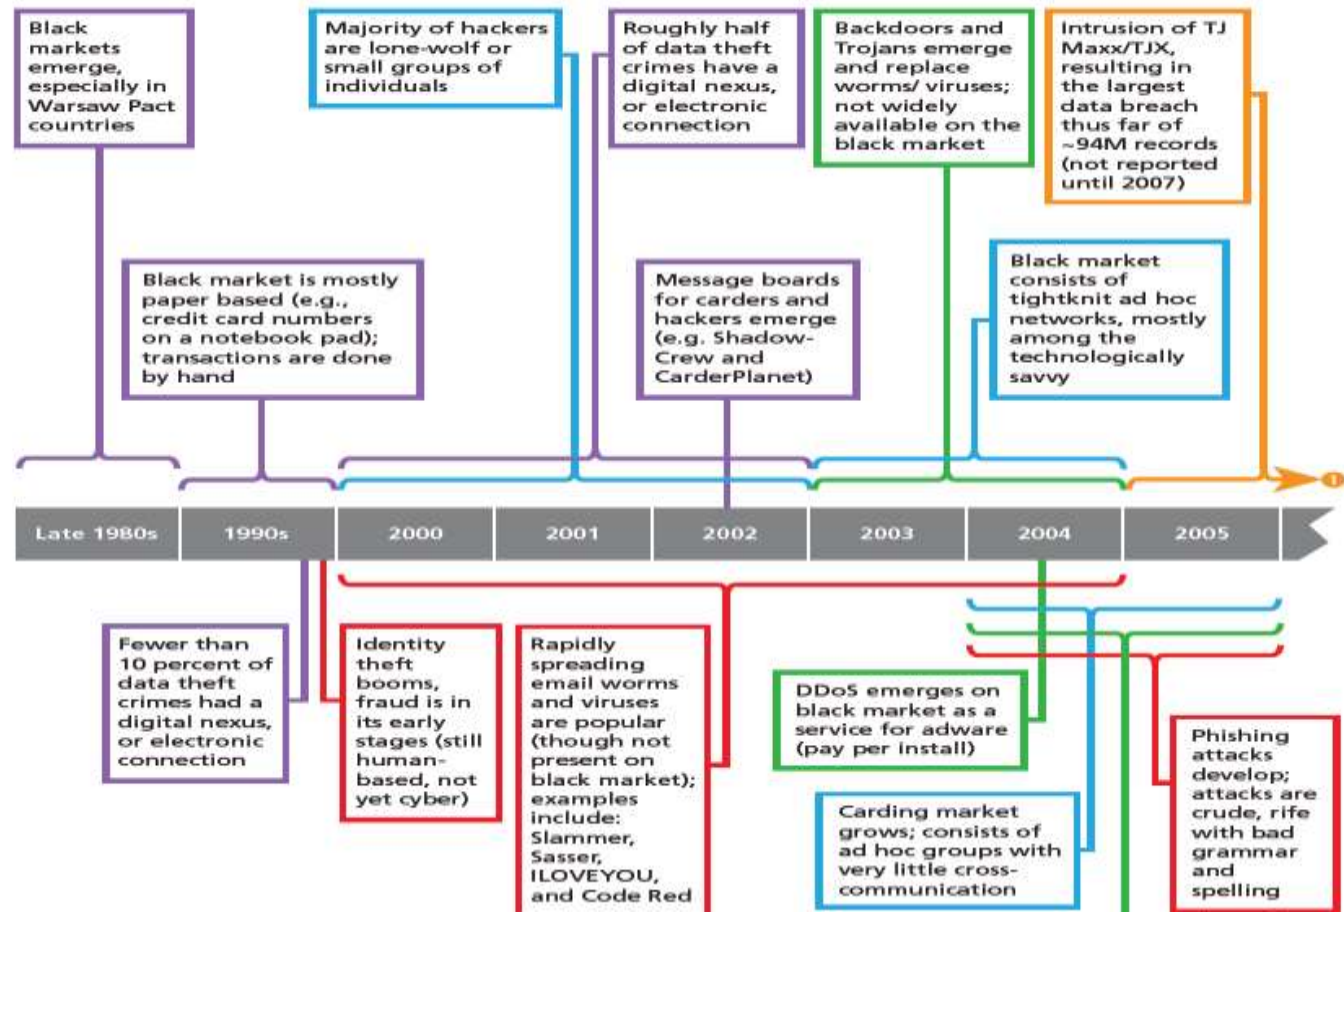 Black
markets
emerge,
especially in
Warsaw Pact
countries
Majority of hackers
are lone-wolf or
small groups of
individuals
Roughly half
of data theft
crimes have a
digital nexus,
or electronic
connection
Backdoors and
Trojans emerge
and replace
worms/ viruses;
not widely
available on the
black market
Intrusion of TJ
Maxx/TJX,
resulting in
the largest
data breach
thus far of
~94M records
(not reported
until 2007)
Black market is mostly
paper based (e.g.,
credit card numbers
on a notebook pad);
transactions are done
by hand
Message boards
for carders and
hackers emerge
(e.g. Shadow-
Crew and
CarderPlanet)
Black market
consists of
tightknit ad hoc
networks, mostly
among the
technologically
savvy
Late 1980s
1990s
2000
2001
2002
2003
2004
2005
Fewer than
10 percent of
data theft
crimes had a
digital nexus,
or electronic
connection
Identity
theft
booms,
fraud is in
its early
stages (still
human-
based, not
yet cyber)
Rapidly
spreading
email worms
and viruses
are popular
(though not
present on
black market);
examples
include:
Slammer,
Sasser,
ILOVEYOU,
and Code Red
DDoS emerges on
black market as a
service for adware
(pay per install)
Carding market
grows; consists of
ad hoc groups with
very little cross-
communication
Phishing
attacks
develop;
attacks are
crude, rife
with bad
grammar
and
spelling